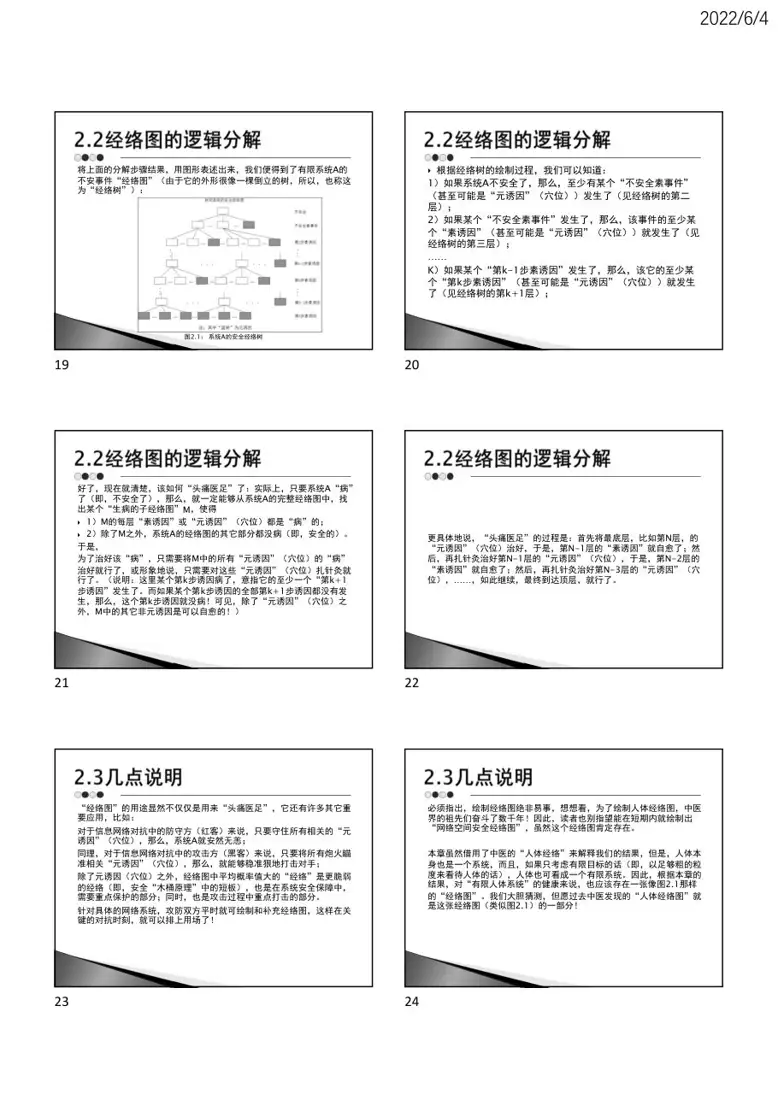 2022/6/4
2.2经络图的逻辑分解
将上面的分解步骤结果，用图形表述出来，我们便得到了有限系统A的
不安事件“经络图”（由于它的外形很像一棵倒立的树，所以，也称这
为“经络树”）：
图2.1：系统A的安全经络树
19
2.2经络图的逻辑分解
根据经络树的绘制过程，我们可以知道：
1）如果系统A不安全了，那么，至少有某个“不安全素事件”
（甚至可能是“元诱因”（穴位））发生了（见经络树的第二
层）；
2）如果某个“不安全素事件”发生了，那么，该事件的至少某
个“素诱因”（甚至可能是“元诱因”（穴位））就发生了（见
经络树的第三层）；
……
K）如果某个“第k-1步素诱因”发生了，那么，该它的至少某
个“第k步素诱因”（甚至可能是“元诱因”（穴位））就发生
了（见经络树的第k+1层）；
20
2.2经络图的逻辑分解
好了，现在就清楚，该如何“头痛医足”了：实际上，只要系统A“病”
了（即，不安全了），那么，就一定能够从系统A的完整经络图中，找
出某个“生病的子经络图”M，使得
1）M的每层“素诱因”或“元诱因”（穴位）都是“病”的；
2）除了M之外，系统A的经络图的其它部分都没病（即，安全的）。
于是，
为了治好该“病”，只需要将M中的所有“元诱因”（穴位）的“病”
治好就行了，或形象地说，只需要对这些“元诱因”（穴位）扎针灸就
行了。（说明：这里某个第k步诱因病了，意指它的至少一个“第k+1
步诱因”发生了。而如果某个第k步诱因的全部第k+1步诱因都没有发
生，那么，这个第k步诱因就没病！可见，除了“元诱因”（穴位）之
外，M中的其它非元诱因是可以自愈的！）
21
2.2经络图的逻辑分解
更具体地说，“头痛医足”的过程是：首先将最底层，比如第N层，的
“元诱因”（穴位）治好，于是，第N-1层的“素诱因”就自愈了；然
后，再扎针灸治好第N-1层的“元诱因”（穴位），于是，第N-2层的
“素诱因”就自愈了；然后，再扎针灸治好第N-3层的“元诱因”（穴
位），……，如此继续，最终到达顶层，就行了。
22
2.3几点说明
“经络图”的用途显然不仅仅是用来“头痛医足”，它还有许多其它重
要应用，比如：
对于信息网络对抗中的防守方（红客）来说，只要守住所有相关的“元
诱因”（穴位），那么，系统A就安然无恙；
同理，对于信息网络对抗中的攻击方（黑客）来说，只要将所有炮火瞄
准相关“元诱因”（穴位），那么，就能够稳准狠地打击对手；
除了元诱因（穴位）之外，经络图中平均概率值大的“经络”是更脆弱
的经络（即，安全“木桶原理”中的短板），也是在系统安全保障中，
需要重点保护的部分；同时，也是攻击过程中重点打击的部分。
针对具体的网络系统，攻防双方平时就可绘制和补充经络图，这样在关
键的对抗时刻，就可以排上用场了！
23
2.3几点说明
必须指出，绘制经络图绝非易事，想想看，为了绘制人体经络图，中医
界的祖先们奋斗了数千年！因此，读者也别指望能在短期内就绘制出
“网络空间安全经络图”，虽然这个经络图肯定存在。
本章虽然借用了中医的“人体经络”来解释我们的结果，但是，人体本
身也是一个系统，而且，如果只考虑有限目标的话（即，以足够粗的粒
度来看待人体的话），人体也可看成一个有限系统。因此，根据本章的
结果，对“有限人体系统”的健康来说，也应该存在一张像图2.1那样
的“经络图”。我们大胆猜测，但愿过去中医发现的“人体经络图”就
是这张经络图（类似图2.1）的一部分！
24